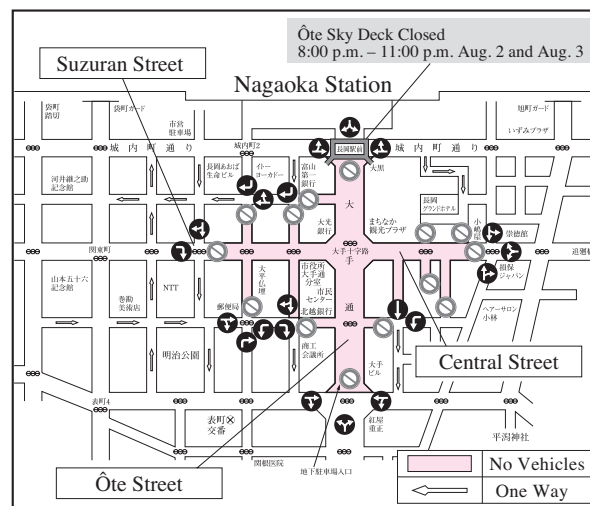 Ôte Sky Deck Closed
8:00 p.m. – 11:00 p.m. Aug. 2 and Aug. 3
Suzuran Street
Nagaoka Station
袋町
踏切
袋町ガード
市営
駐車場
旭町ガード
いずみプラザ
城内町通り
城内町2
長岡駅前
城内町通り
河井継之助
記念館
長岡あおば
生命ビル
イトー
ヨーカドー
富山
第一
銀行
大黒
長岡
グランドホテル
小嶋屋
崇徳館
大光
銀行
大
手
通
まちなか
観光プラザ
関東町
大手十字路
追廻橋
損保
ジャパン
山本五十六
記念館
巻勘
美術店
NTT
大平仏壇
郵便局
市役所
大手通
分室
市民
センター
北越銀行
ヘアーサロン
小林
明治公園
商工
会議所
大手
ビル
Central Street
表町4
表町
交番
紅屋
重正
平潟神社
関根医院
地下駐車場入口
Ôte Street
No Vehicles
One Way